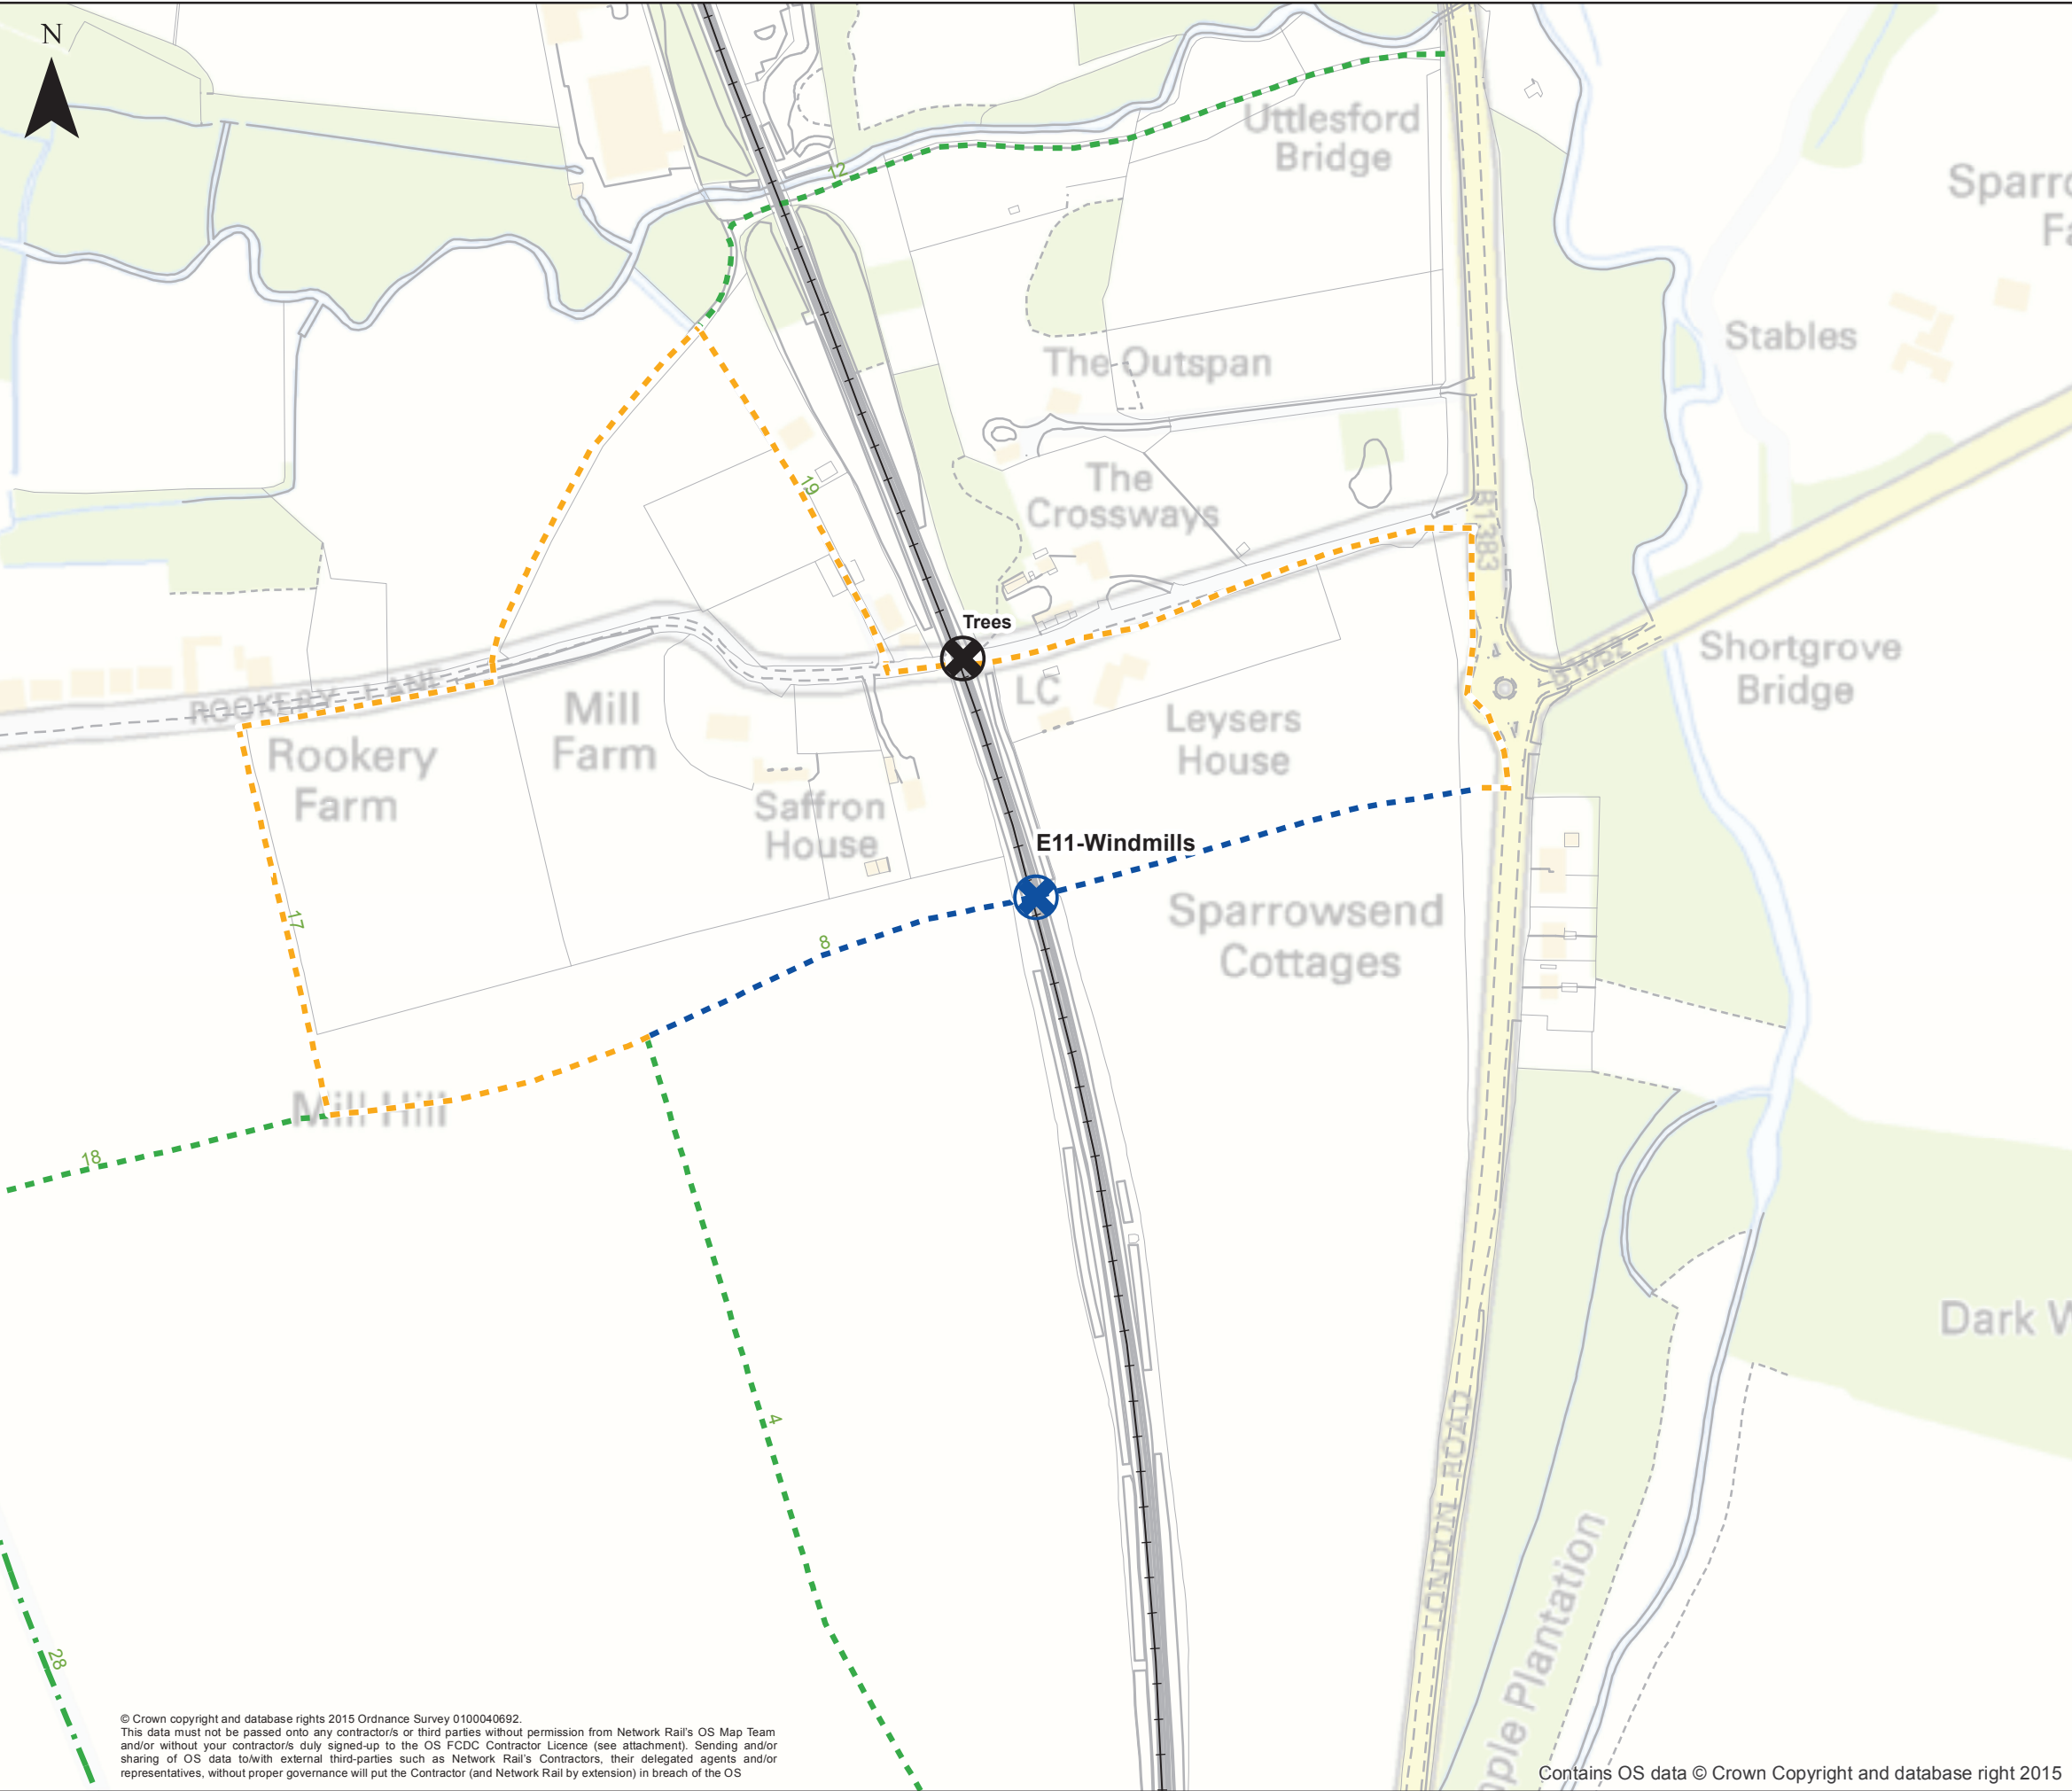 N
12
Uttlesford
Bridge
Stables
The Outspan
19
The
Crossways
B1383
Trees
B1052
Shortgrove
Bridge
ROOKERY LANE
Mill
Farm
LC
Leysers
House
Rookery
Farm
Saffron
House
E11-Windmills
17
8
Sparrowsend
Cottages
Mill Hill
18
Dark
4
LONDON ROAD
Plantation
28
© Crown copyright and database rights 2015 Ordnance Survey 0100040692.
This data must not be passed onto any contractor/s or third parties without permission from Network Rail's OS Map Team
and/or without your contractor/s duly signed-up to the OS FCDC Contractor Licence (see attachment). Sending and/or
sharing of OS data to/with external third-parties such as Network Rail's Contractors, their delegated agents and/or
representatives, without proper governance will put the Contractor (and Network Rail by extension) in breach of the OS
Contains OS data © Crown Copyright and database right 2015